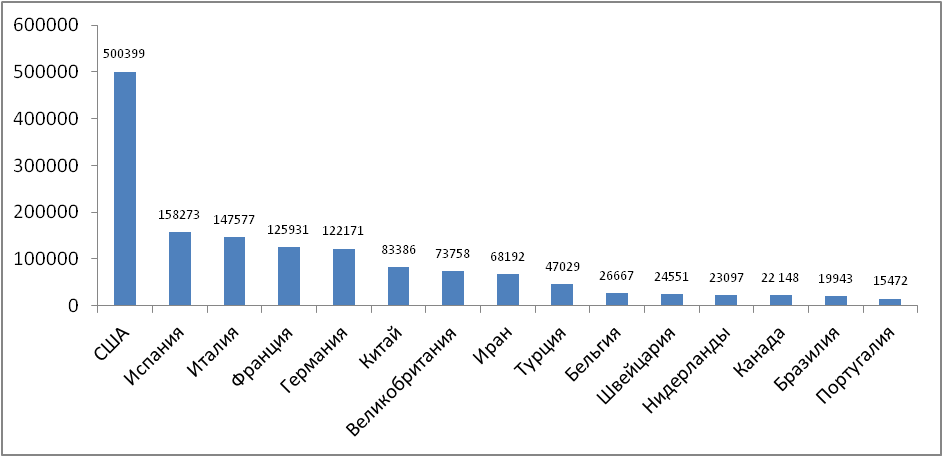 600000
500000
400000
300000
200000
100000
0
500399
158273
147577
125931
122171
83386
73758
68192
47029
26667
24551
23097
22 148
19943
15472
США
Испания
Италия
Франция
Германия
Китай
Великобритания
Иран
Турция
Бельгия
Швейцария
Нидерланды
Канада
Бразилия
Португалия